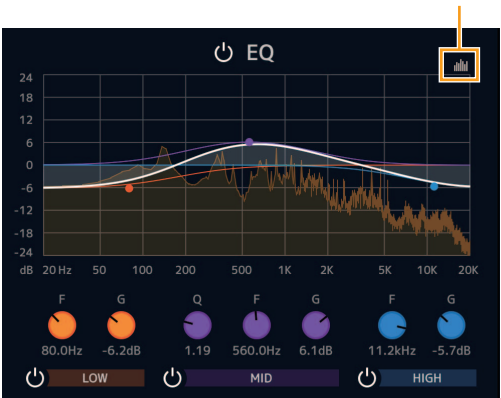 EQ
24
18
12
6
0
-6
-12
-18
-24
dB 20 Hz 50 100 200 500 1K 2K 5K 10K 20K
F G Q F G F G
80.0Hz -6.2dB 1.19 560.0Hz 6.1dB 11.2kHz -5.7dB
LOW MID HIGH